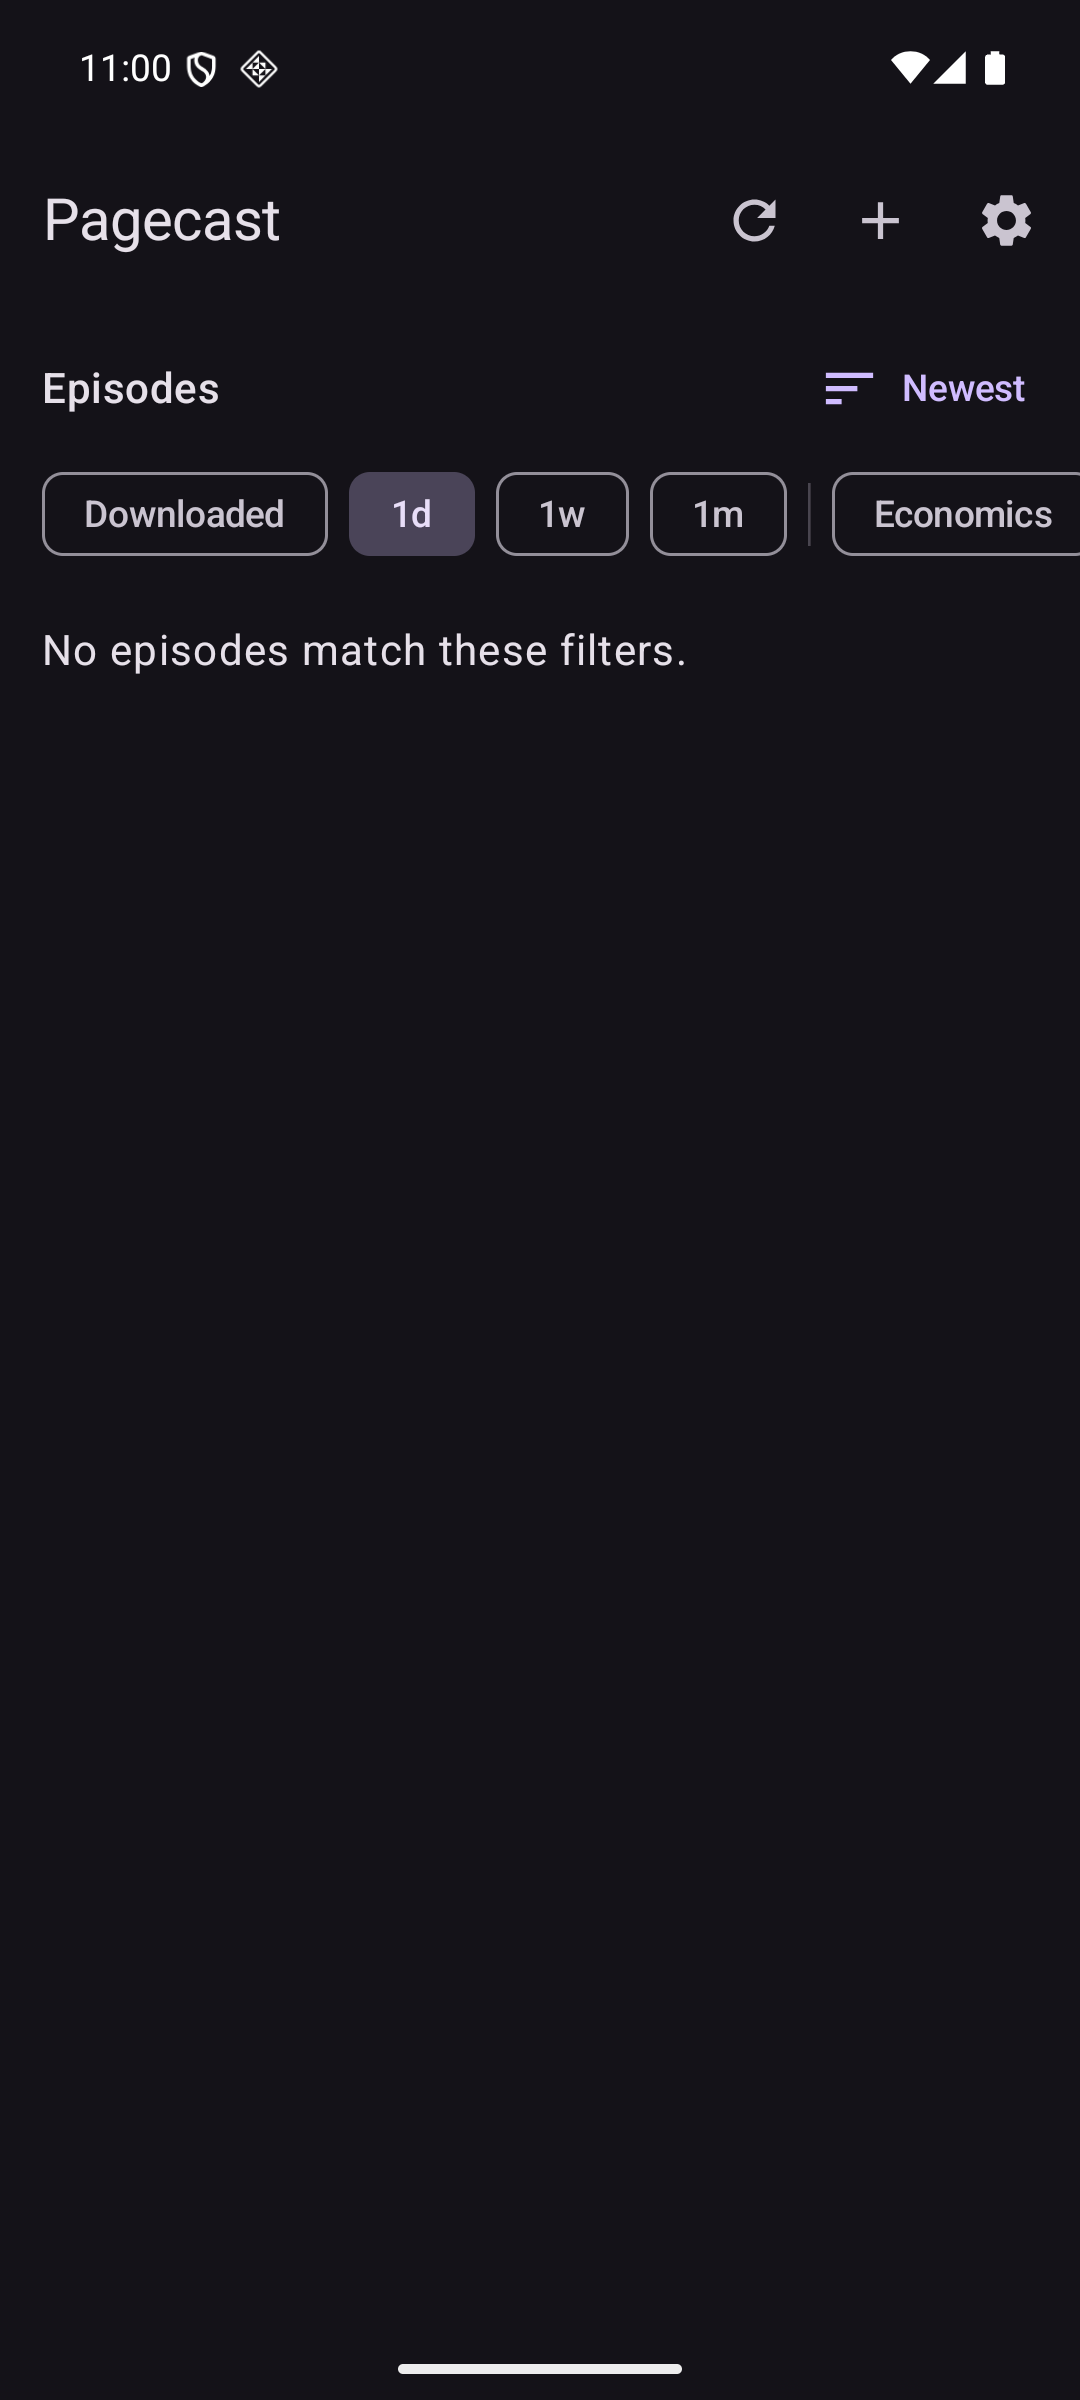 11:00
Pagecast
Episodes
Newest
Downloaded
1d
1w
1m
Economics
No episodes match these filters.